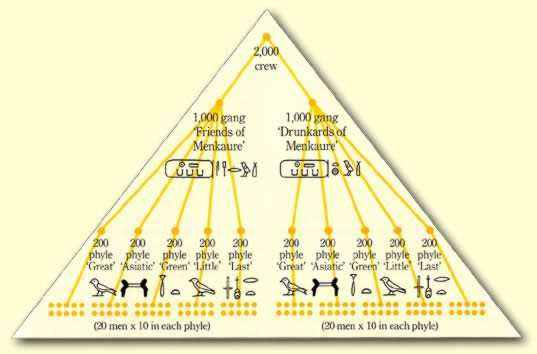 2,000
crew
1,000 gang
'Friends of
Menkaure'
1,000 gang
'Drunkards of
Menkaure'
200
phyle
'Great'
200
phyle
'Asiatic'
200
phyle
'Green'
200
phyle
'Little'
200
phyle
'Last'
200
phyle
'Great'
200
phyle
'Asiatic'
200
phyle
'Green'
200
phyle
'Little'
200
phyle
'Last'
(20 men x 10 in each phyle)
(20 men x 10 in each phyle)